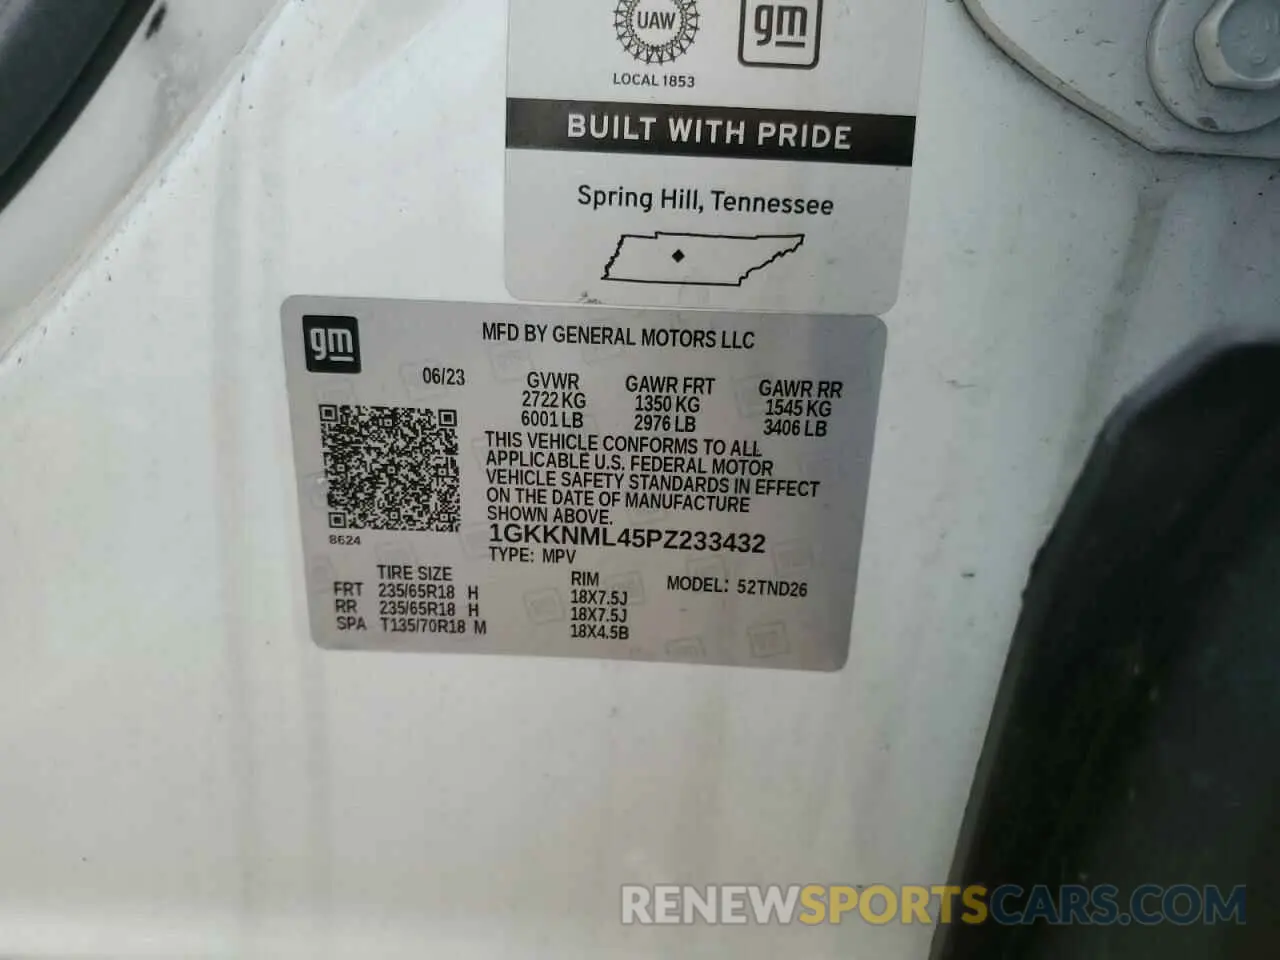 UAW
gm
LOCAL 1853
BUILT WITH PRIDE
Spring Hill, Tennessee
gm
MFD BY GENERAL MOTORS LLC
06/23
GVWR GAWR FRT GAWR RR
2722 KG 1350 KG 1545 KG
6001 LB 2976 LB 3406 LB
THIS VEHICLE CONFORMS TO ALL
APPLICABLE U.S. FEDERAL MOTOR
VEHICLE SAFETY STANDARDS IN EFFECT
ON THE DATE OF MANUFACTURE
SHOWN ABOVE.
8624
1GKKNML45PZ233432
TYPE: MPV
TIRE SIZE RIM MODEL: 52TND26
FRT 235/65R18 H 18X7.5J
RR 235/65R18 H 18X7.5J
SPA T135/70R18 M 18X4.5B
RENEWSPORTSCARS.COM